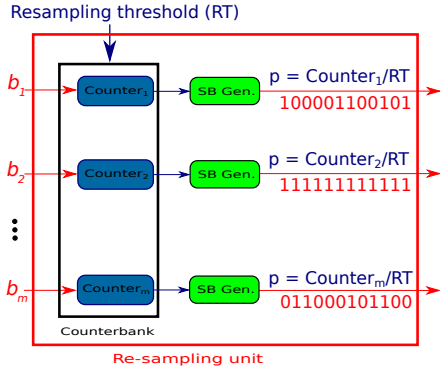 Resampling threshold (RT)
b1
Counter1
SB Gen.
p = Counter1/RT
100001100101
b2
Counter2
SB Gen.
p = Counter2/RT
111111111111
bm
Counterm
SB Gen.
p = Counterm/RT
011000101100
Counterbank
Re-sampling unit